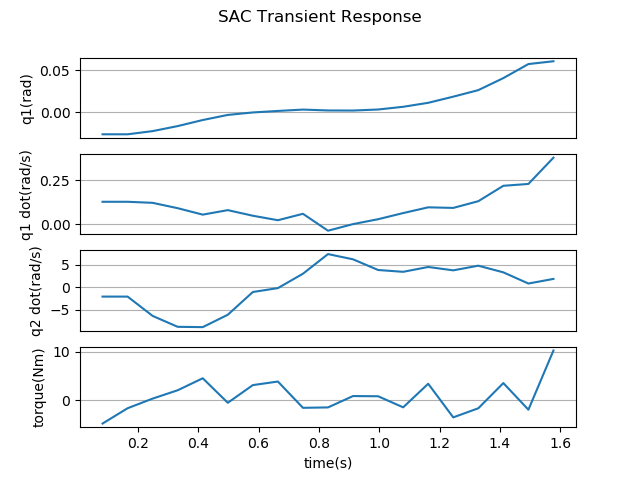 SAC Transient Response
0.05
0.00
q1(rad)
0.25
0.00
q1 dot(rad/s)
5
0
−5
q2 dot(rad/s)
10
0
torque(Nm)
0.2 0.4 0.6 0.8 1.0 1.2 1.4 1.6
time(s)